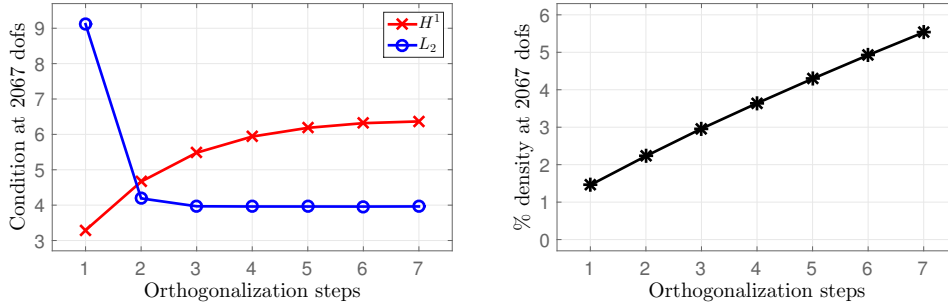 Condition at 2067 dofs
9
8
7
6
5
4
3
H¹
L₂
1 2 3 4 5 6 7
Orthogonalization steps
% density at 2067 dofs
6
5
4
3
2
1
0
1 2 3 4 5 6 7
Orthogonalization steps